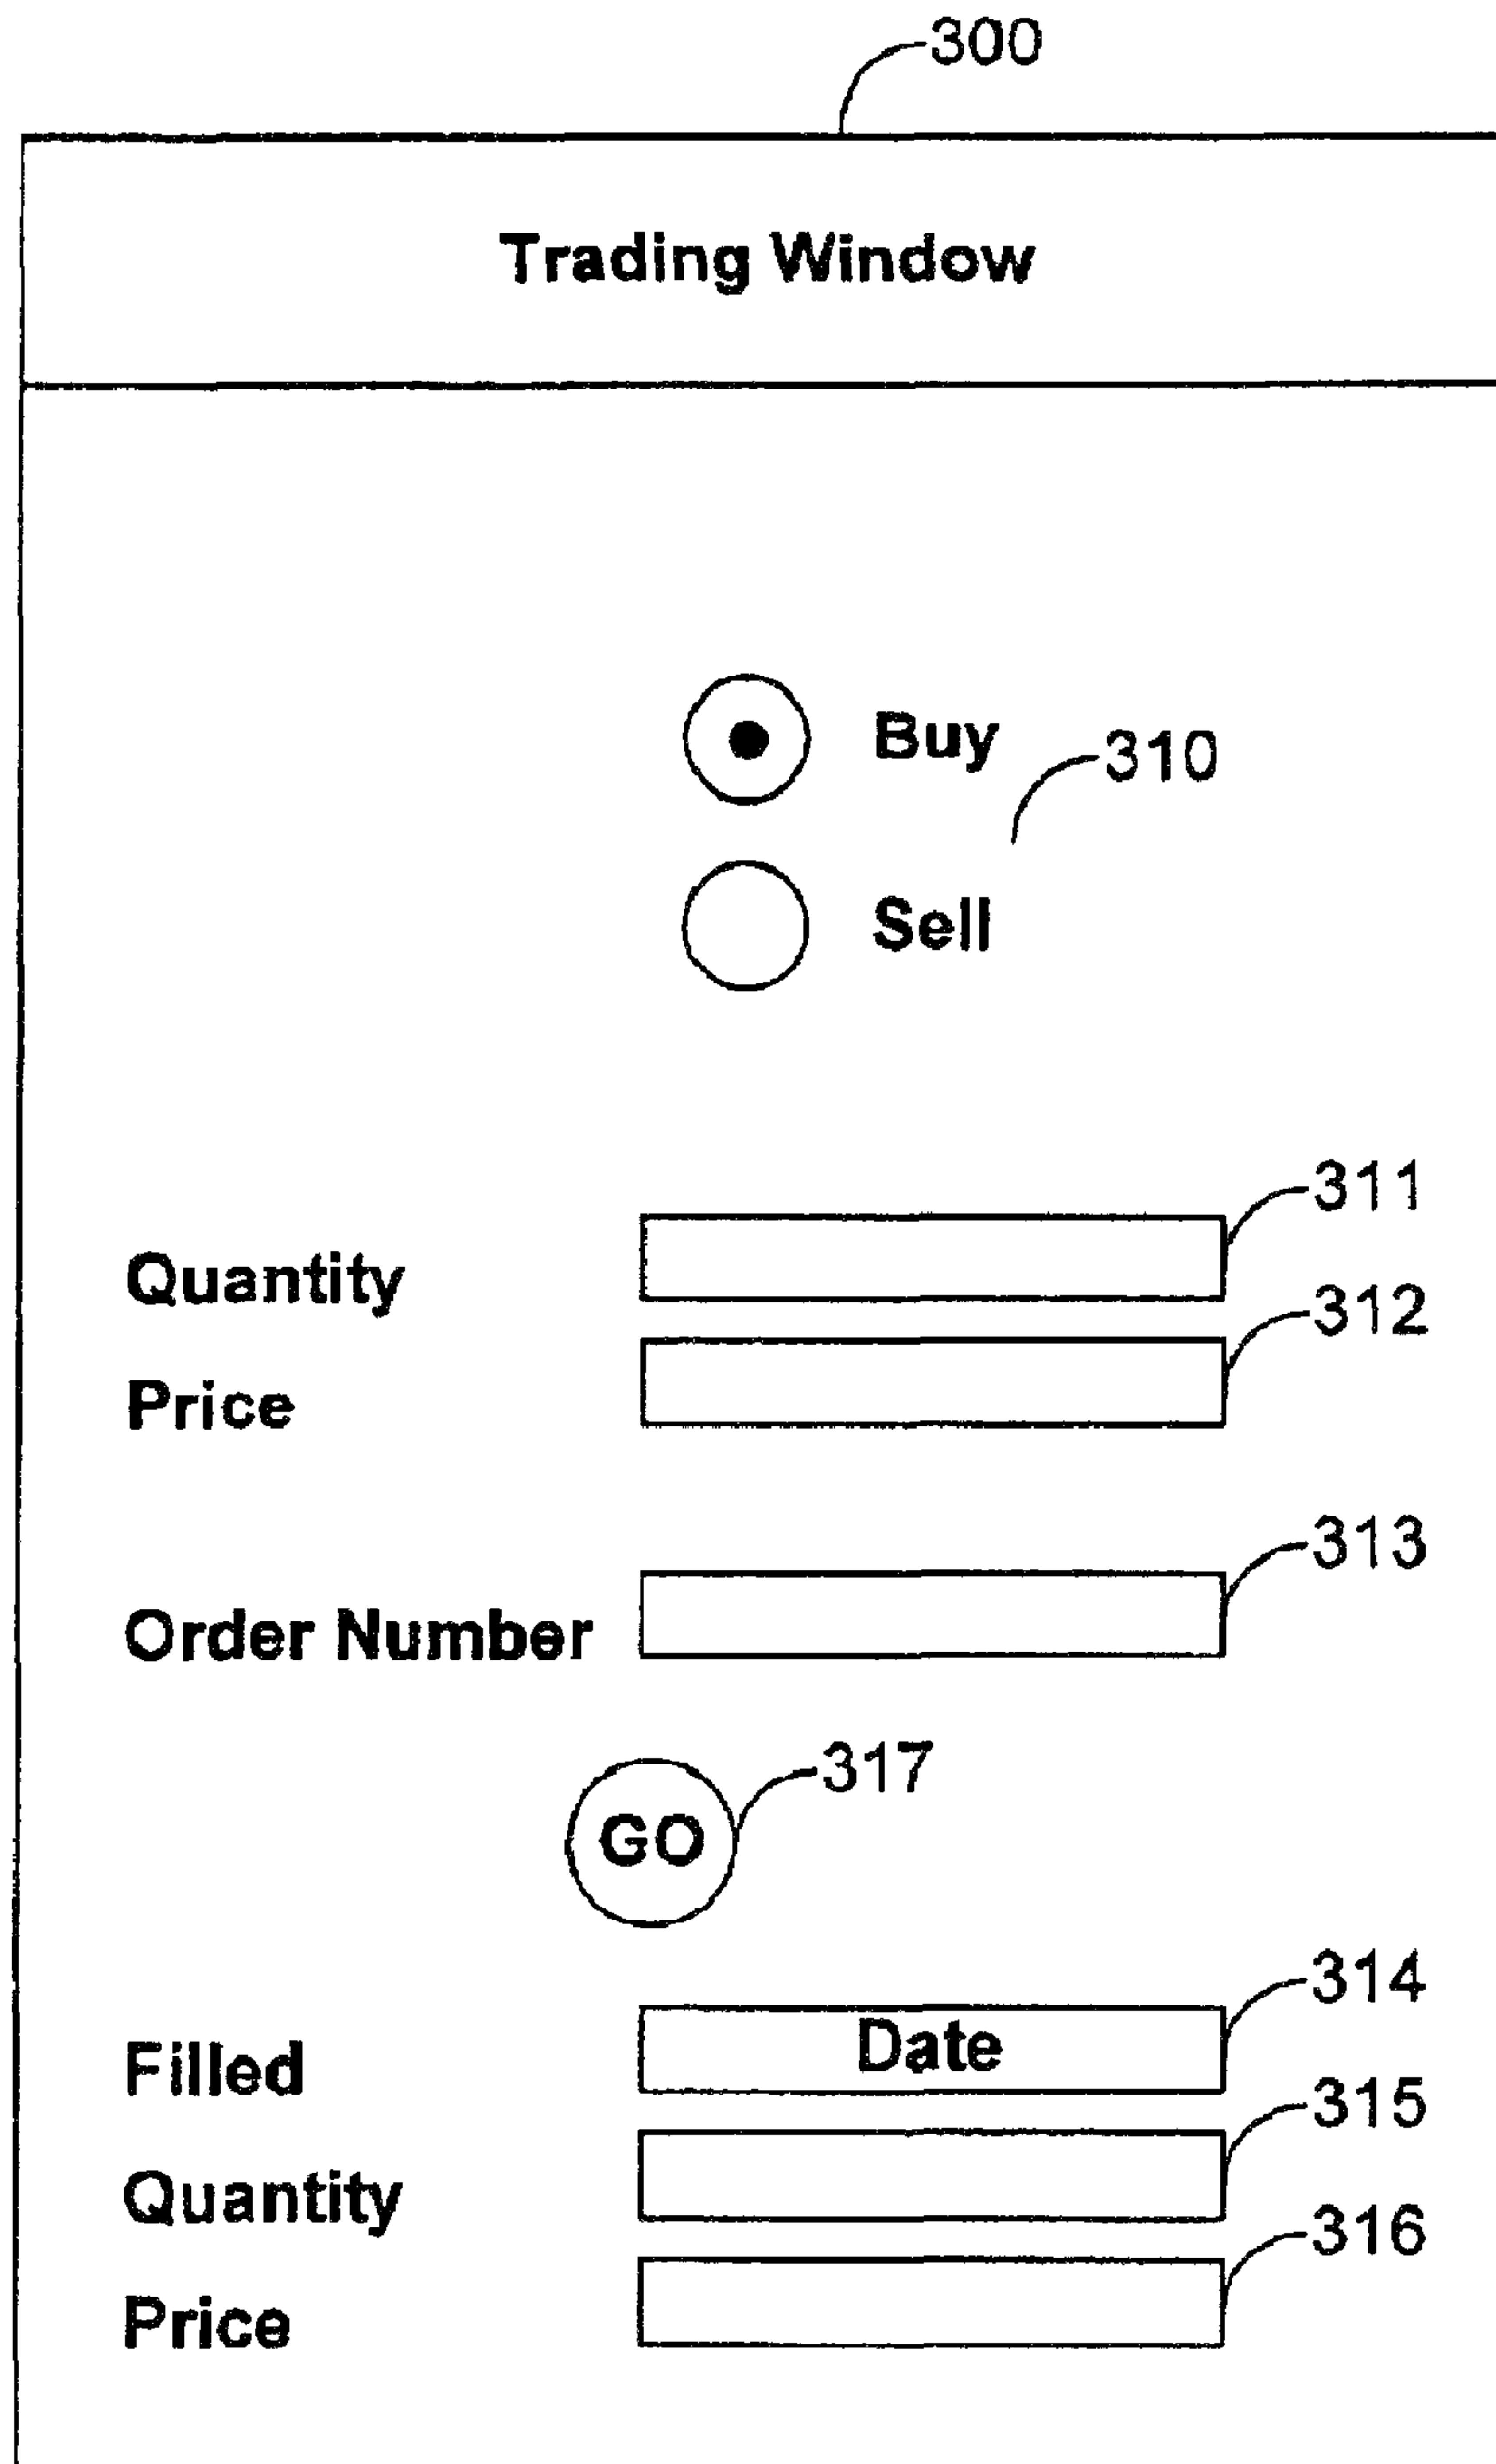 300
Trading Window
Buy
310
Sell
311
Quantity
312
Price
313
Order Number
317
GO
314
Filled Date
315
Quantity
316
Price